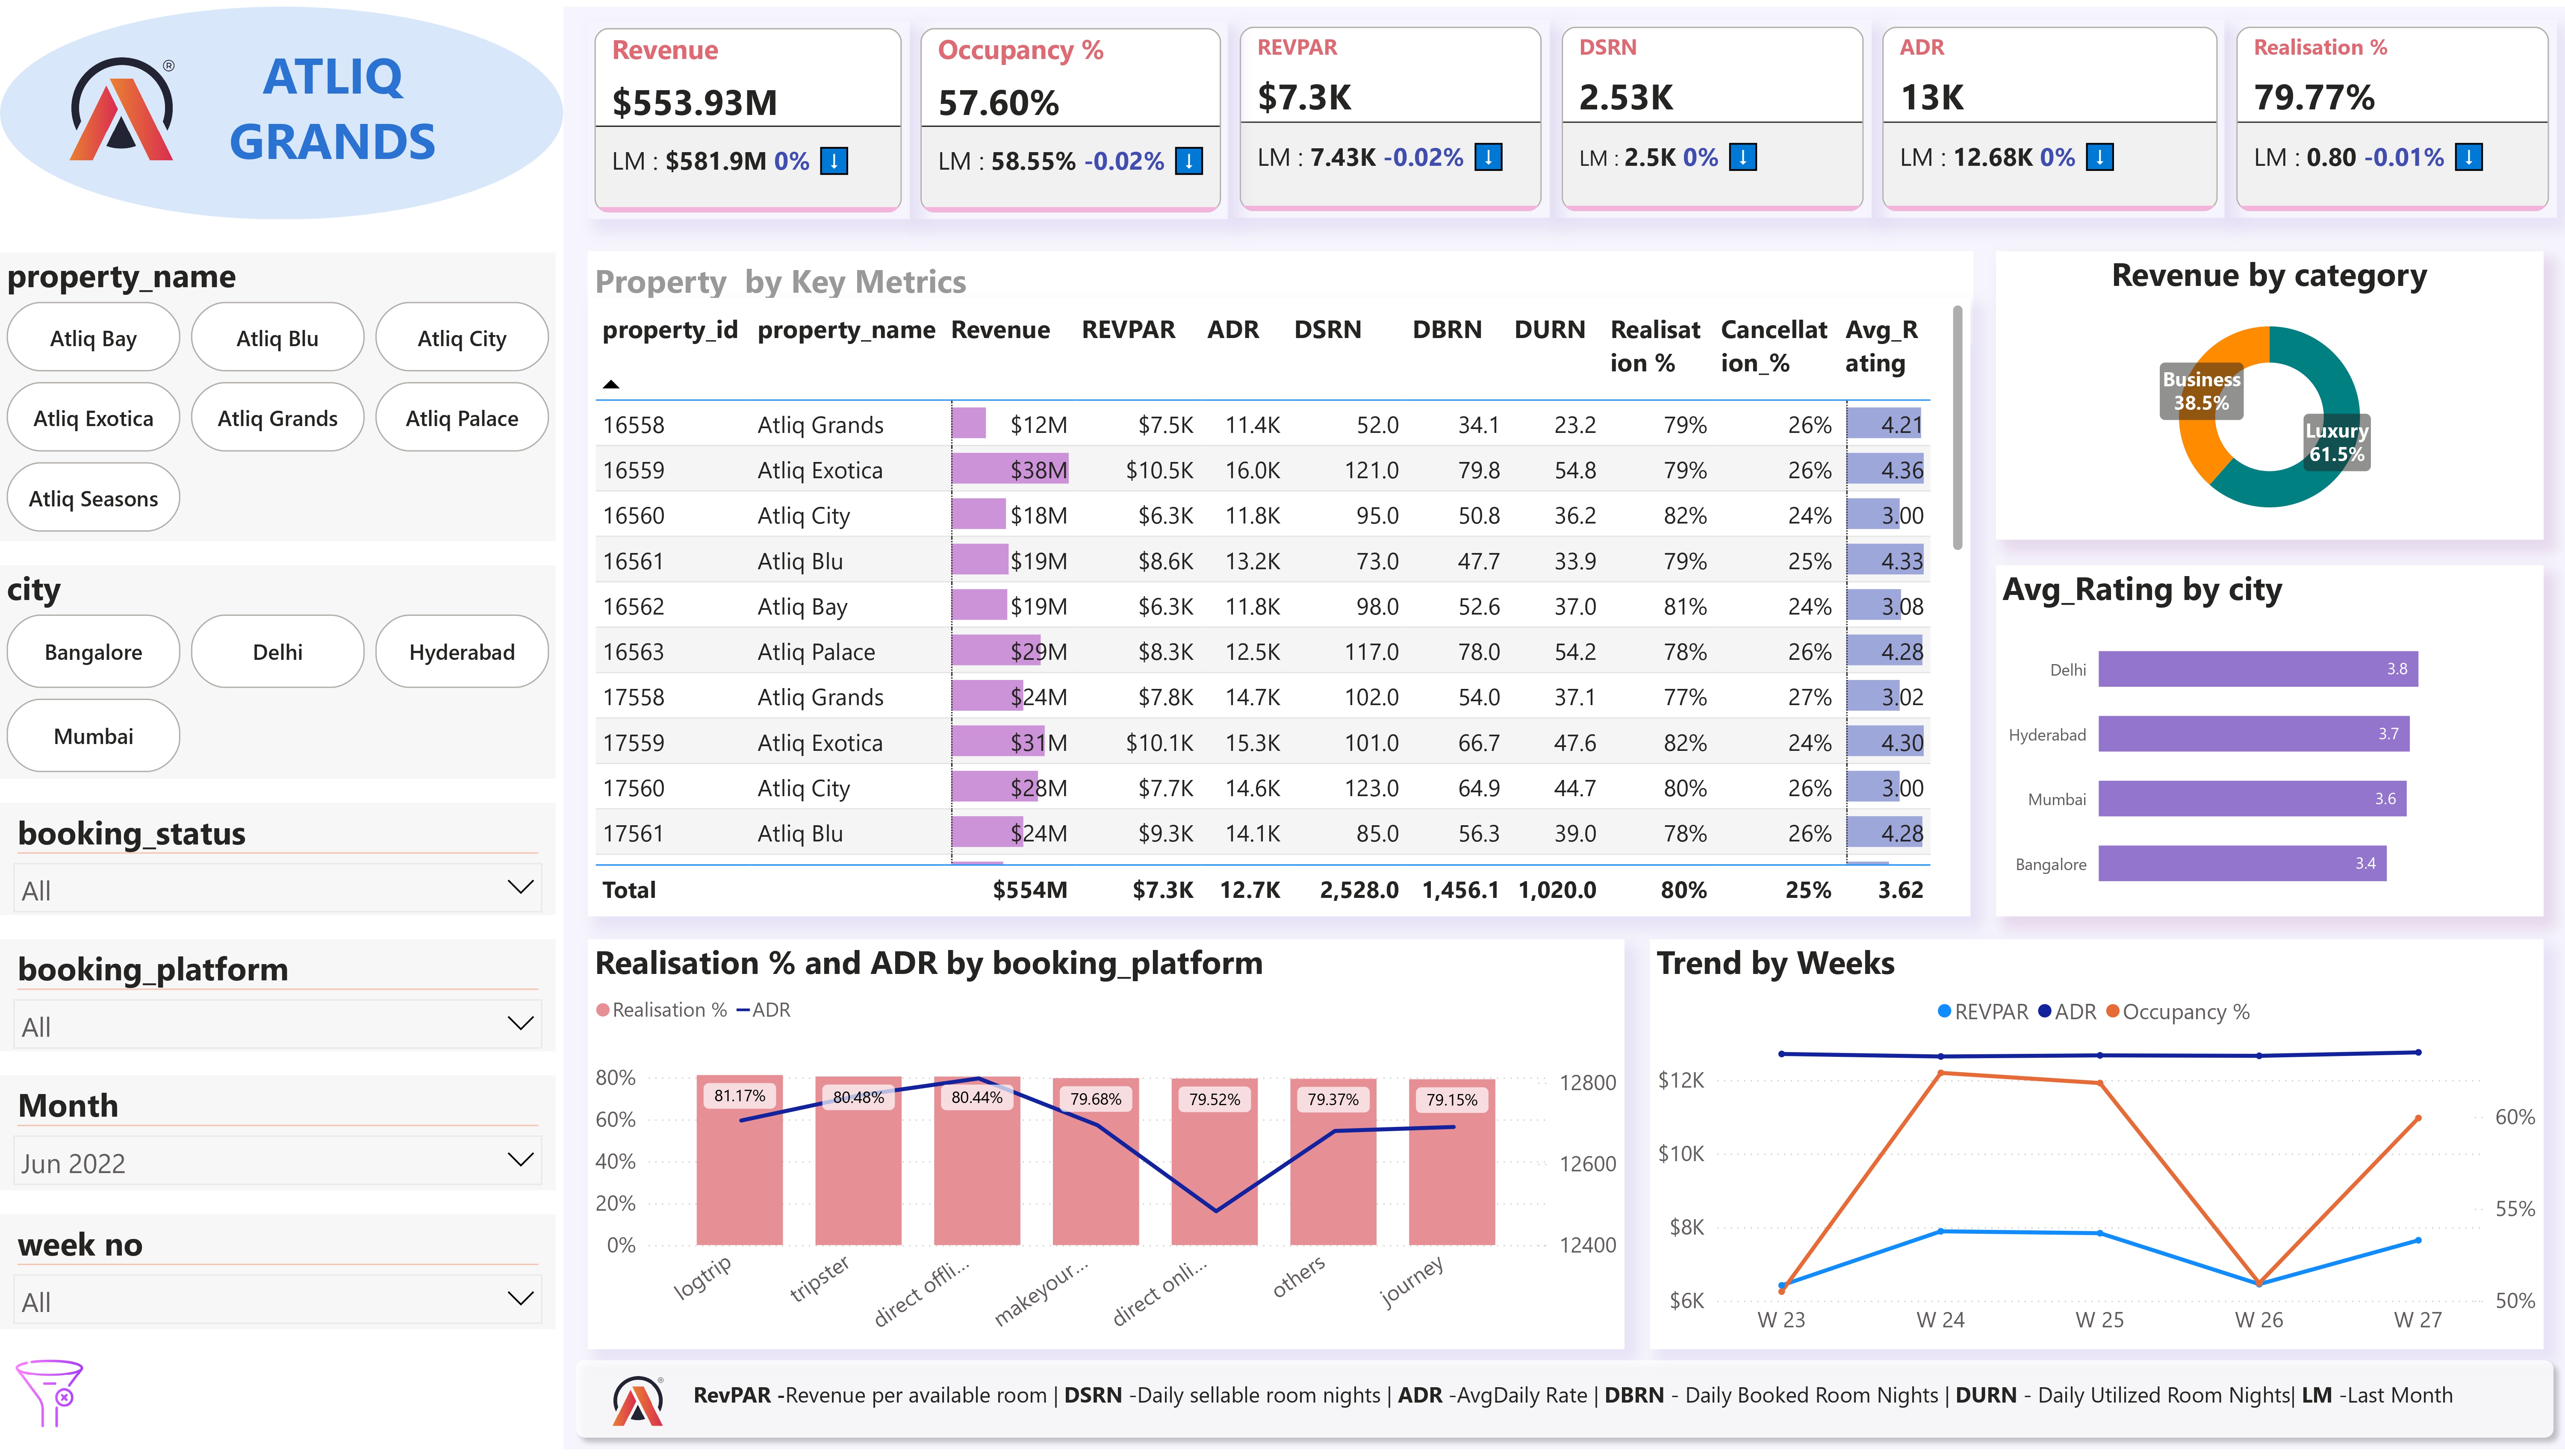 ATLIQ
GRANDS
®
Revenue
$553.93M
LM : $581.9M 0% ↓
Occupancy %
57.60%
LM : 58.55% -0.02% ↓
REVPAR
$7.3K
LM : 7.43K -0.02% ↓
DSRN
2.53K
LM : 2.5K 0% ↓
ADR
13K
LM : 12.68K 0% ↓
Realisation %
79.77%
LM : 0.80 -0.01% ↓
property_name
Atliq Bay Atliq Blu Atliq City
Atliq Exotica Atliq Grands Atliq Palace
Atliq Seasons
city
Bangalore Delhi Hyderabad
Mumbai
booking_status
All
booking_platform
All
Month
Jun 2022
week no
All
Property by Key Metrics
property_id property_name Revenue REVPAR ADR DSRN DBRN DURN Realisat Cancellat Avg_R
ion % ion_% ating
16558 Atliq Grands $12M $7.5K 11.4K 52.0 34.1 23.2 79% 26% 4.21
16559 Atliq Exotica $38M $10.5K 16.0K 121.0 79.8 54.8 79% 26% 4.36
16560 Atliq City $18M $6.3K 11.8K 95.0 50.8 36.2 82% 24% 3.00
16561 Atliq Blu $19M $8.6K 13.2K 73.0 47.7 33.9 79% 25% 4.33
16562 Atliq Bay $19M $6.3K 11.8K 98.0 52.6 37.0 81% 24% 3.08
16563 Atliq Palace $29M $8.3K 12.5K 117.0 78.0 54.2 78% 26% 4.28
17558 Atliq Grands $24M $7.8K 14.7K 102.0 54.0 37.1 77% 27% 3.02
17559 Atliq Exotica $31M $10.1K 15.3K 101.0 66.7 47.6 82% 24% 4.30
17560 Atliq City $28M $7.7K 14.6K 123.0 64.9 44.7 80% 26% 3.00
17561 Atliq Blu $24M $9.3K 14.1K 85.0 56.3 39.0 78% 26% 4.28
Total $554M $7.3K 12.7K 2,528.0 1,456.1 1,020.0 80% 25% 3.62
Revenue by category
Business
38.5%
Luxury
61.5%
Avg_Rating by city
Delhi 3.8
Hyderabad 3.7
Mumbai 3.6
Bangalore 3.4
Realisation % and ADR by booking_platform
Realisation % ADR
80% 12800
60%
40% 12600
20%
0% 12400
81.17% 80.48% 80.44% 79.68% 79.52% 79.37% 79.15%
logtrip tripster direct offli... makeyour... direct onli... others journey
Trend by Weeks
REVPAR ADR Occupancy %
$12K
60%
$10K
55%
$8K
$6K 50%
W 23 W 24 W 25 W 26 W 27
® RevPAR -Revenue per available room | DSRN -Daily sellable room nights | ADR -AvgDaily Rate | DBRN - Daily Booked Room Nights | DURN - Daily Utilized Room Nights| LM -Last Month